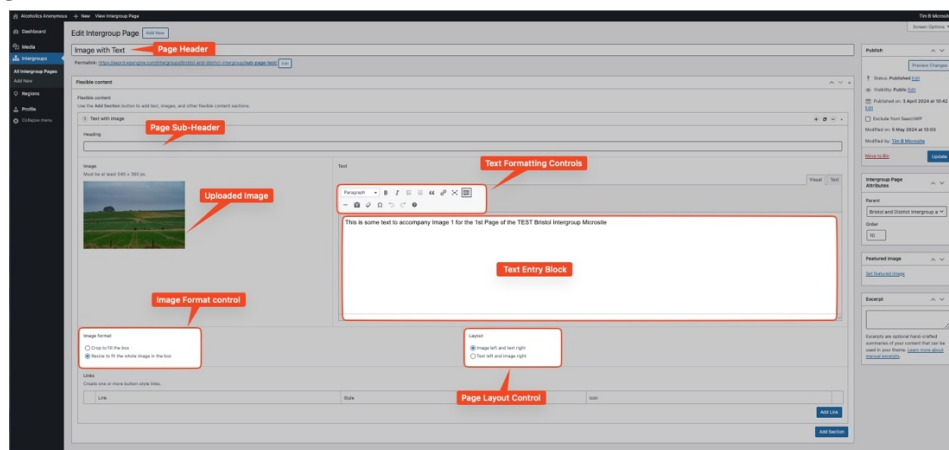 Alcoholics Anonymous + New View Intergroup Page Tim B Microsite
Dashboard
Media
Intergroups
All Intergroup Pages
Add New
Regions
Profile
Collapse menu
Screen Options
Edit Intergroup Page Add New
Image with Text
Page Header
Permalink:
Edit
Flexible content
Flexible content
Use the Add Section button to add text, images, and other flexible content sections.
1 Text with image
Page Sub-Header
Heading
Image
Must be at least 540 x 360 px.
Uploaded Image
Text
Text Formatting Controls
Visual Text
Paragraph
This is some text to accompany Image 1 for the 1st Page of the TEST Bristol Intergroup Microsite
Text Entry Block
Image Format control
Image format
Crop to fill the box
Resize to fit the whole image in the box
Layout
Image left and text right
Text left and image right
Page Layout Control
Links
Create one or more button style links.
Link Style Icon
Add Link
Add Section
Publish
Preview Changes
Status: Published Edit
Visibility: Public Edit
Published on: 3 April 2024 at 10:42
Edit
Exclude from SearchWP
Modified on: 5 May 2024 at
Modified by: Tim B Microsite
Move to Bin
Update
Intergroup Page
Attributes
Parent
Bristol and District Intergroup
Order
10
Featured image
Set featured image
Excerpt
Excerpts are optional hand-crafted
summaries of your content that can be
used in your theme. Learn more about
manual excerpts.